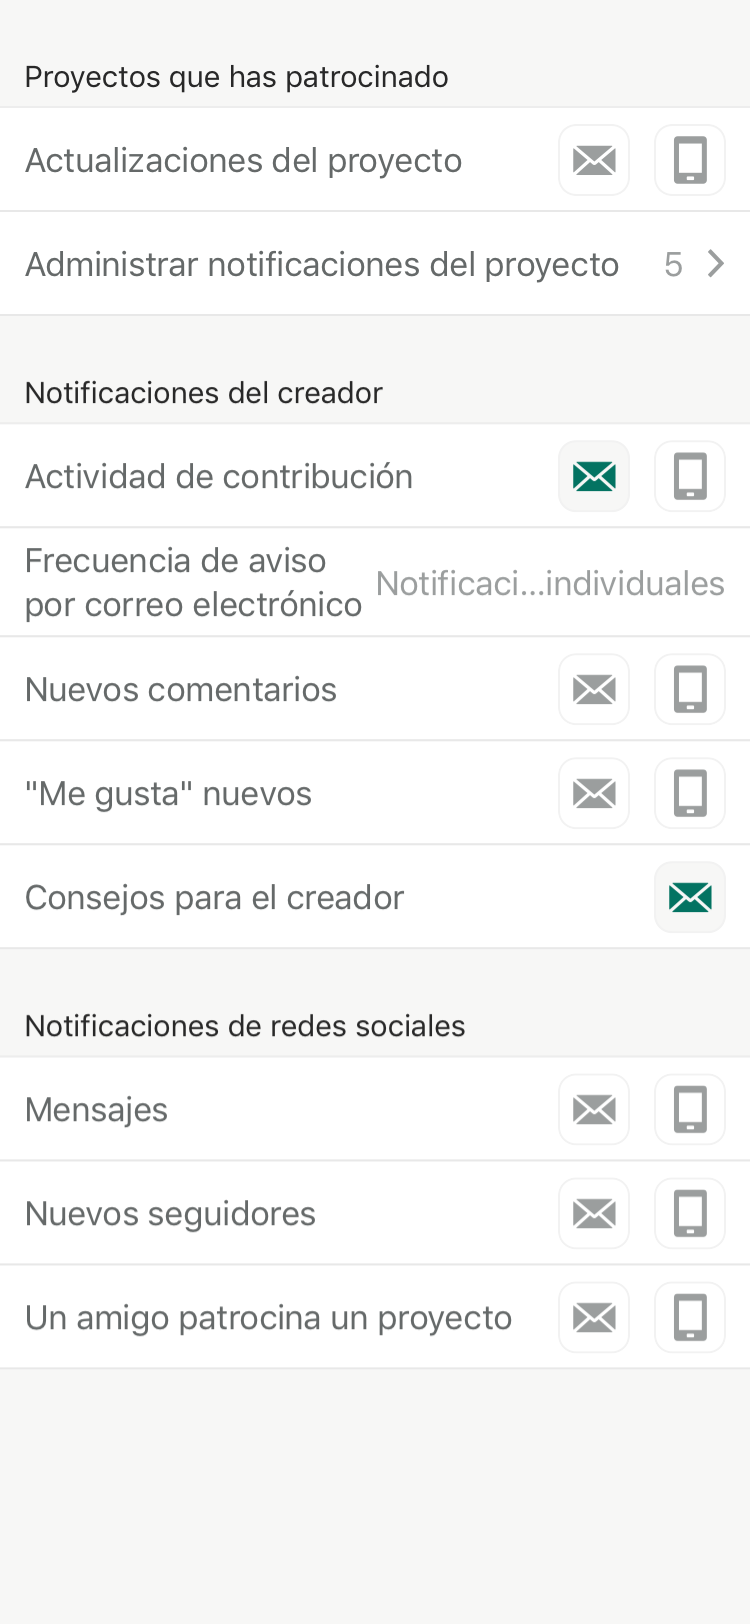 Proyectos que has patrocinado
Actualizaciones del proyecto
Administrar notificaciones del proyecto 5
Notificaciones del creador
Actividad de contribución
Frecuencia de aviso
por correo electrónico
Notificaci...individuales
Nuevos comentarios
"Me gusta" nuevos
Consejos para el creador
Notificaciones de redes sociales
Mensajes
Nuevos seguidores
Un amigo patrocina un proyecto